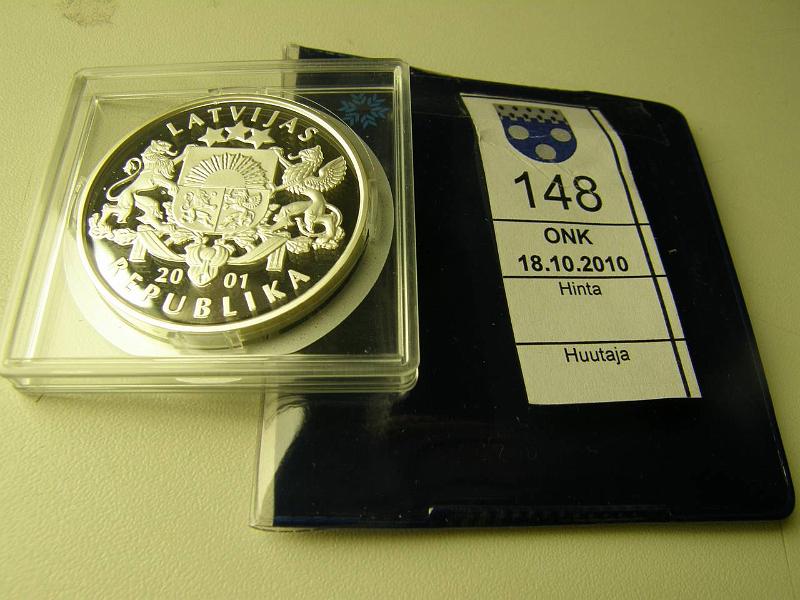 LATVIJAS
20 01
REPUBLIKA
148
ONK
18.10.2010
Hinta
Huutaja